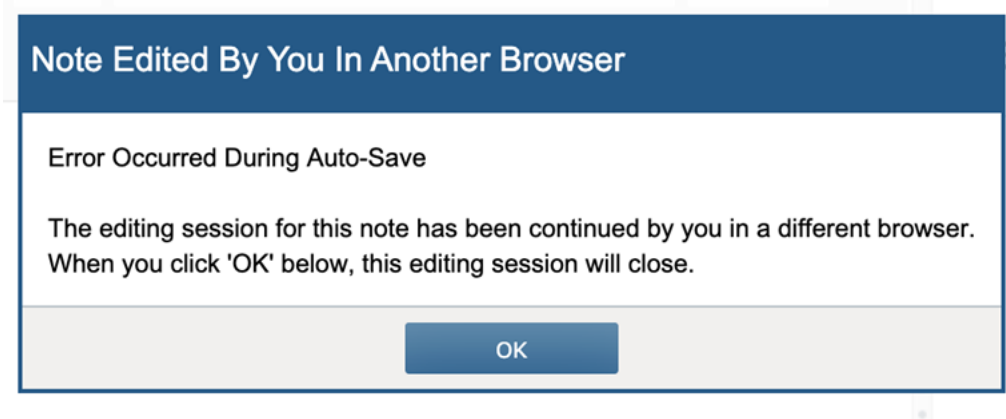 Note Edited By You In Another Browser
Error Occurred During Auto-Save
The editing session for this note has been continued by you in a different browser.
When you click 'OK' below, this editing session will close.
OK